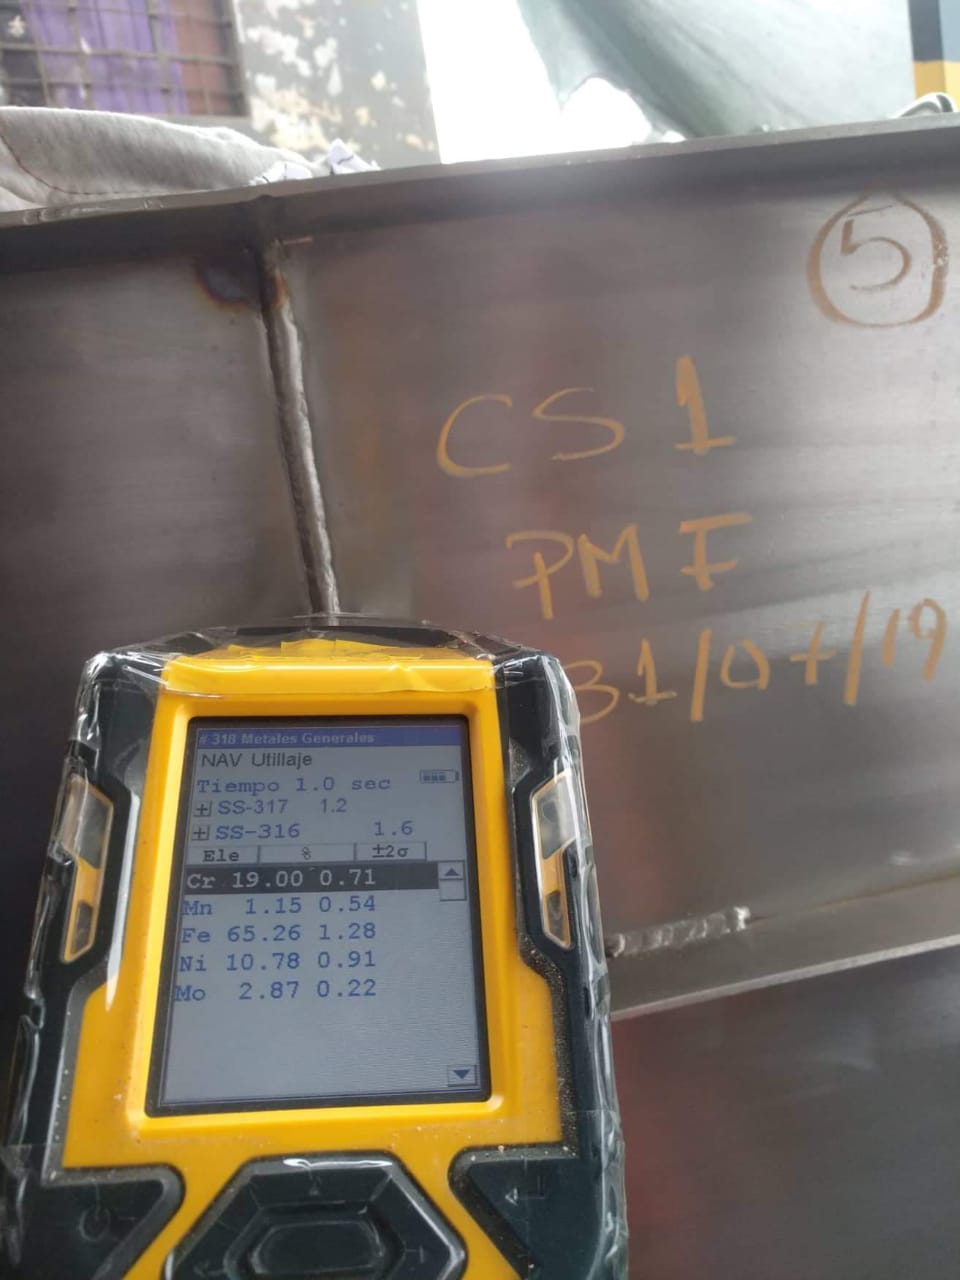 5
CS 1
PMI
31/07/19
# 318 Metales Generales
NAV Utillaje
Tiempo 1.0 sec
+ SS-317 1.2
+ SS-316 1.6
Ele % ±2σ
Cr 19.00 0.71
Mn 1.15 0.54
Fe 65.26 1.28
Ni 10.78 0.91
Mo 2.87 0.22